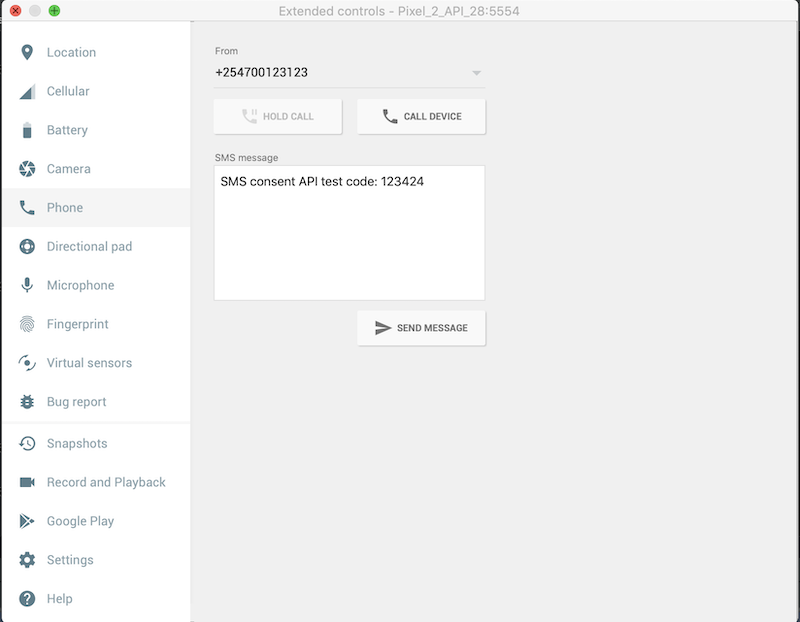 Extended controls - Pixel_2_API_28:5554
Location
Cellular
Battery
Camera
Phone
Directional pad
Microphone
Fingerprint
Virtual sensors
Bug report
Snapshots
Record and Playback
Google Play
Settings
Help
From
+254700123123
HOLD CALL
CALL DEVICE
SMS message
SMS consent API test code: 123424
SEND MESSAGE